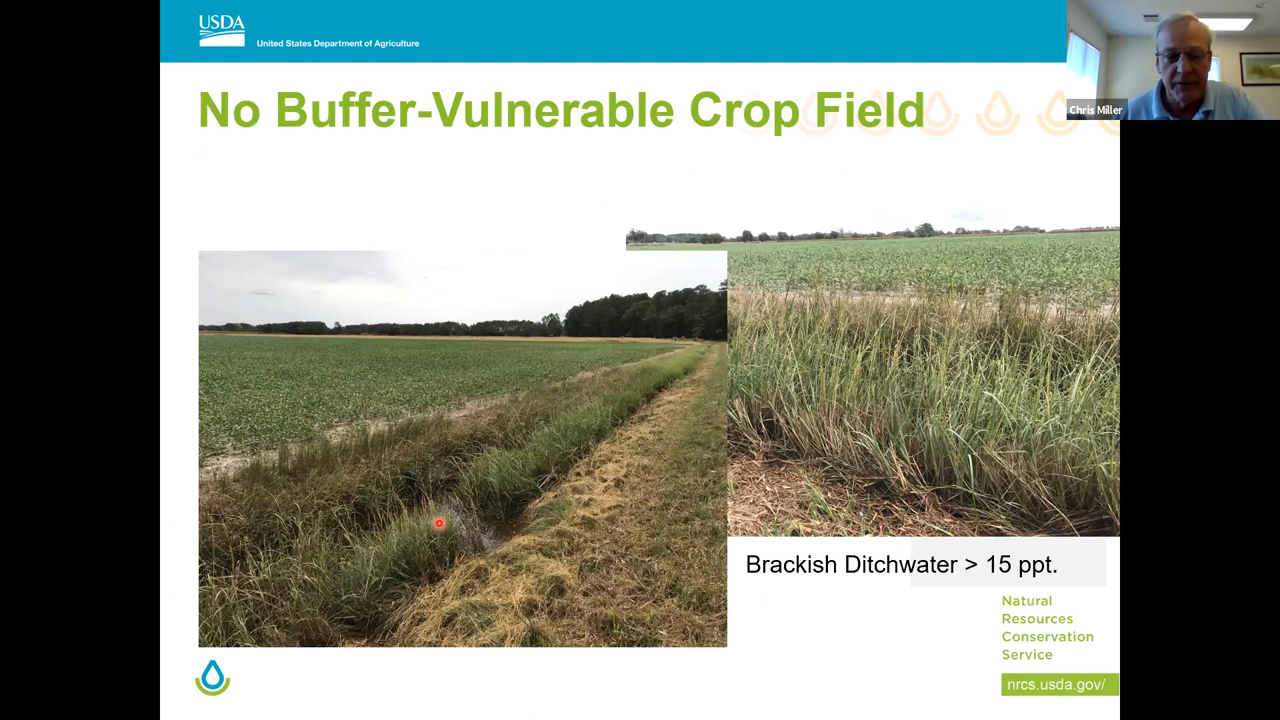 USDA
United States Department of Agriculture
Chris Miller
No Buffer-Vulnerable Crop Field
Brackish Ditchwater > 15 ppt.
Natural
Resources
Conservation
Service
nrcs.usda.gov/